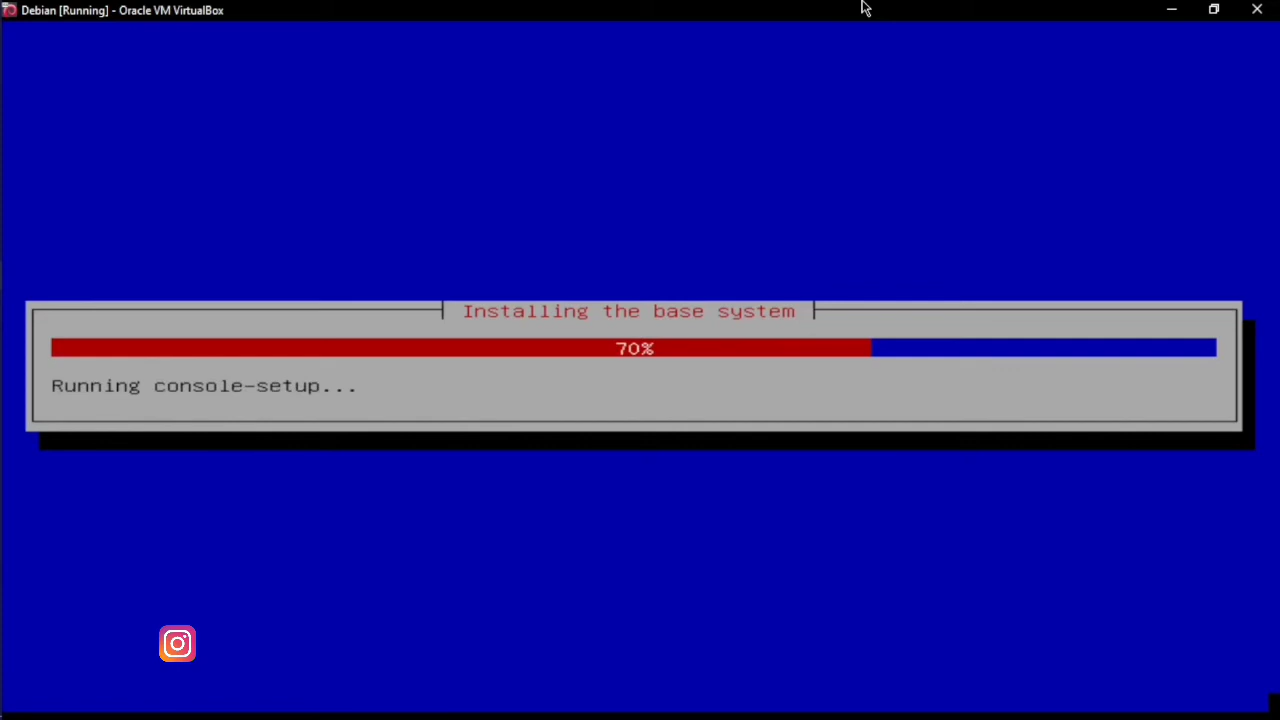 Debian [Running] - Oracle VM VirtualBox
Installing the base system
70%
Running console-setup...